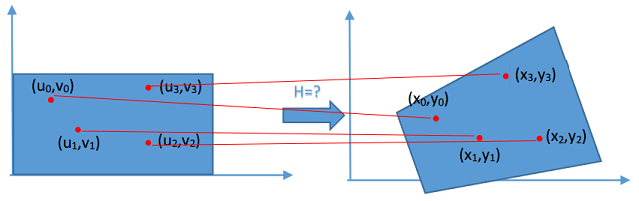 (u₀,v₀)
(u₃,v₃)
(u₁,v₁)
(u₂,v₂)
H=?
(x₃,y₃)
(x₀,y₀)
(x₂,y₂)
(x₁,y₁)